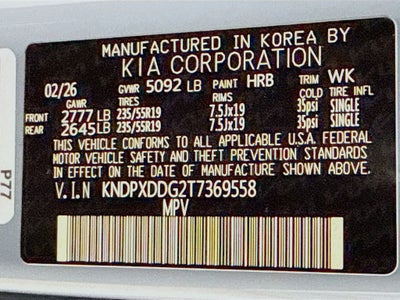 MANUFACTURED IN KOREA BY
KIA CORPORATION
02/26 GVWR 5092 LB PAINT HRB TRIM WK
GAWR TIRES RIMS COLD TIRE INFL
FRONT 2777 LB 235/55R19 7.5Jx19 35psi SINGLE
REAR 2645 LB 235/55R19 7.5Jx19 35psi SINGLE
THIS VEHICLE CONFORMS TO ALL APPLICABLE U.S.A. FEDERAL
MOTOR VEHICLE SAFETY AND THEFT PREVENTION STANDARDS
IN EFFECT ON THE DATE OF MANUFACTURE SHOWN ABOVE.
V.I.N KNDPXDDG2T7369558
MPV
P77